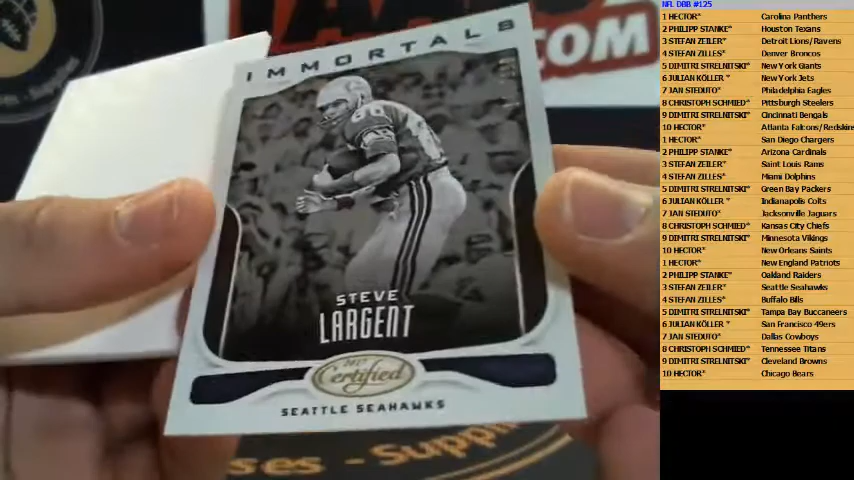 IMMORTALS
80
STEVE
LARGENT
2017
Certified
SEATTLE SEAHAWKS
.COM
- Supplies
NFL DBB #125
1 HECTOR* Carolina Panthers
2 PHILIPP STANKE* Houston Texans
3 STEFAN ZEILER* Detroit Lions/Ravens
4 STEFAN ZILLES* Denver Broncos
5 DIMITRI STRELNITSKI* New York Giants
6 JULIAN KÖLLER * New York Jets
7 JAN STEDUTO* Philadelphia Eagles
8 CHRISTOPH SCHMIED* Pittsburgh Steelers
9 DIMITRI STRELNITSKI* Cincinnati Bengals
10 HECTOR* Atlanta Falcons/Redskins
1 HECTOR* San Diego Chargers
2 PHILIPP STANKE* Arizona Cardinals
3 STEFAN ZEILER* Saint Louis Rams
4 STEFAN ZILLES* Miami Dolphins
5 DIMITRI STRELNITSKI* Green Bay Packers
6 JULIAN KÖLLER * Indianapolis Colts
7 JAN STEDUTO* Jacksonville Jaguars
8 CHRISTOPH SCHMIED* Kansas City Chiefs
9 DIMITRI STRELNITSKI* Minnesota Vikings
10 HECTOR* New Orleans Saints
1 HECTOR* New England Patriots
2 PHILIPP STANKE* Oakland Raiders
3 STEFAN ZEILER* Seattle Seahawks
4 STEFAN ZILLES* Buffalo Bills
5 DIMITRI STRELNITSKI* Tampa Bay Buccaneers
6 JULIAN KÖLLER * San Francisco 49ers
7 JAN STEDUTO* Dallas Cowboys
8 CHRISTOPH SCHMIED* Tennessee Titans
9 DIMITRI STRELNITSKI* Cleveland Browns
10 HECTOR* Chicago Bears